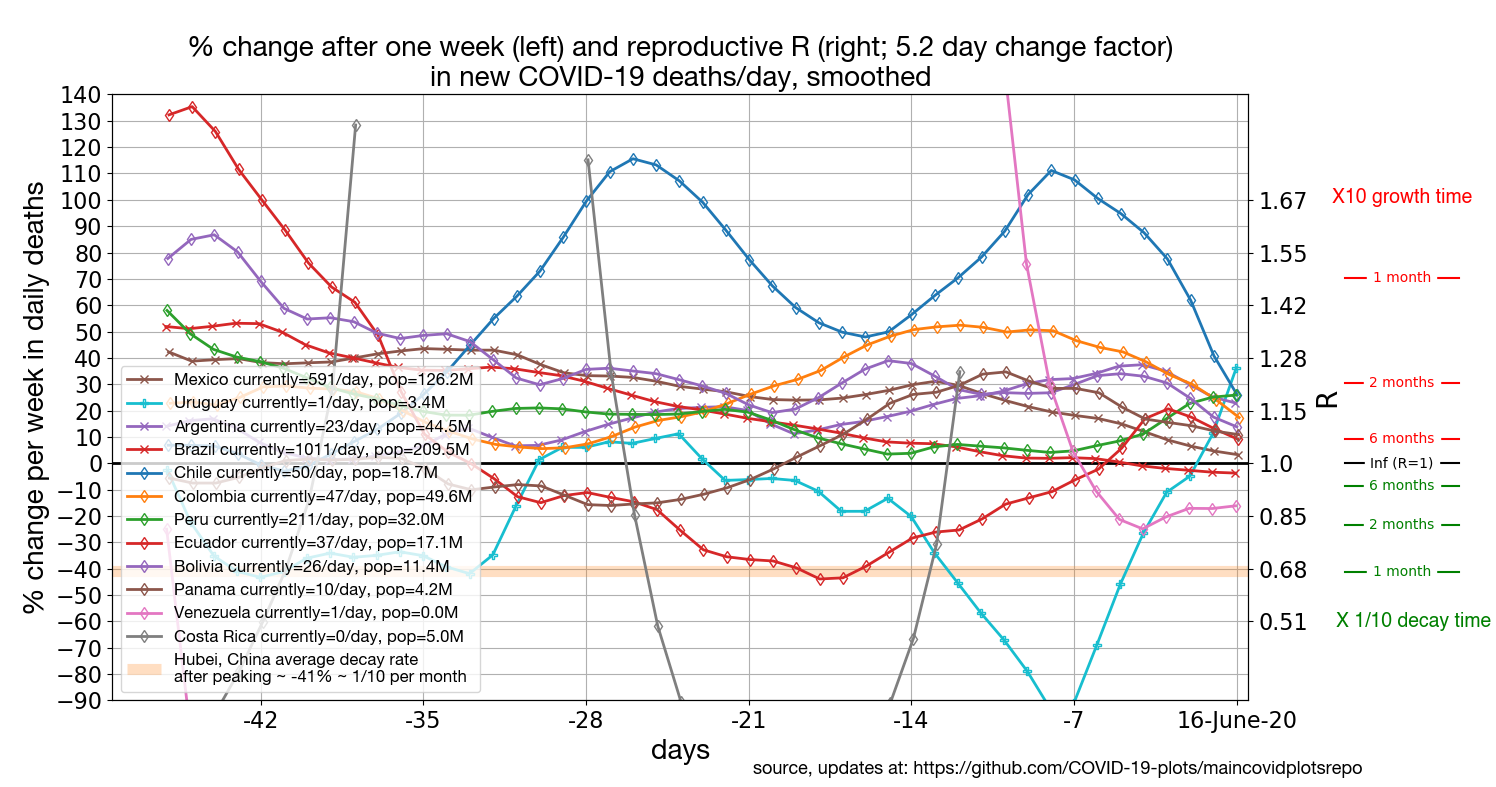 % change after one week (left) and reproductive R (right; 5.2 day change factor)
in new COVID-19 deaths/day, smoothed
% change per week in daily deaths
140
130
120
110
100
90
80
70
60
50
40
30
20
10
0
−10
−20
−30
−40
−50
−60
−70
−80
−90
Mexico currently=591/day, pop=126.2M
Uruguay currently=1/day, pop=3.4M
Argentina currently=23/day, pop=44.5M
Brazil currently=1011/day, pop=209.5M
Chile currently=50/day, pop=18.7M
Colombia currently=47/day, pop=49.6M
Peru currently=211/day, pop=32.0M
Ecuador currently=37/day, pop=17.1M
Bolivia currently=26/day, pop=11.4M
Panama currently=10/day, pop=4.2M
Venezuela currently=1/day, pop=0.0M
Costa Rica currently=0/day, pop=5.0M
Hubei, China average decay rate
after peaking ~ -41% ~ 1/10 per month
1.67
1.55
1.42
1.28
1.15
1.0
0.85
0.68
0.51
R
X10 growth time
1 month
2 months
6 months
Inf (R=1)
6 months
2 months
1 month
X 1/10 decay time
-42
-35
-28
-21
-14
-7
16-June-20
days
source, updates at: https://github.com/COVID-19-plots/maincovidplotsrepo